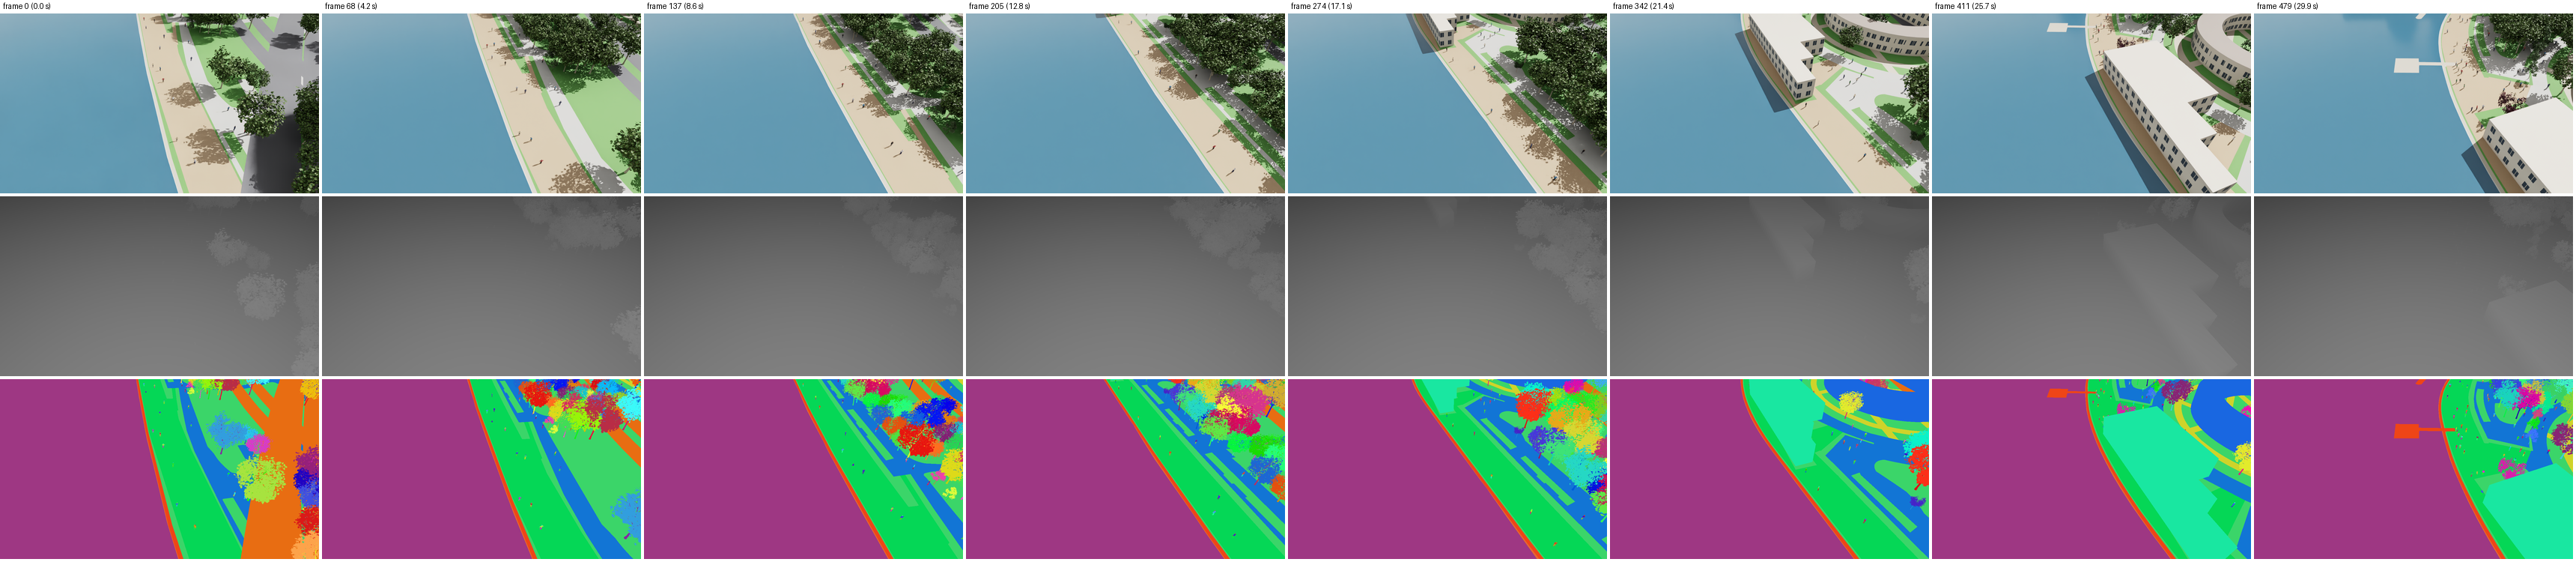 frame 0 (0.0 s)
frame 68 (4.2 s)
frame 137 (8.6 s)
frame 205 (12.8 s)
frame 274 (17.1 s)
frame 342 (21.4 s)
frame 411 (25.7 s)
frame 479 (29.9 s)